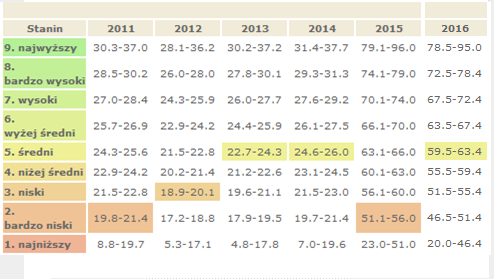 Stanin 2011 2012 2013 2014 2015 2016
9. najwyższy 30.3-37.0 28.1-36.2 30.2-37.2 31.4-37.7 79.1-96.0 78.5-95.0
8.
bardzo wysoki 28.5-30.2 26.0-28.0 27.8-30.1 29.3-31.3 74.1-79.0 72.5-78.4
7. wysoki 27.0-28.4 24.3-25.9 26.0-27.7 27.6-29.2 70.1-74.0 67.5-72.4
6.
wyżej średni 25.7-26.9 22.9-24.2 24.4-25.9 26.1-27.5 66.1-70.0 63.5-67.4
5. średni 24.3-25.6 21.5-22.8 22.7-24.3 24.6-26.0 63.1-66.0 59.5-63.4
4. niżej średni 22.9-24.2 20.2-21.4 21.2-22.6 23.1-24.5 60.1-63.0 55.5-59.4
3. niski 21.5-22.8 18.9-20.1 19.6-21.1 21.5-23.0 56.1-60.0 51.5-55.4
2.
bardzo niski 19.8-21.4 17.2-18.8 17.9-19.5 19.7-21.4 51.1-56.0 46.5-51.4
1. najniższy 8.8-19.7 5.3-17.1 4.8-17.8 7.0-19.6 23.0-51.0 20.0-46.4